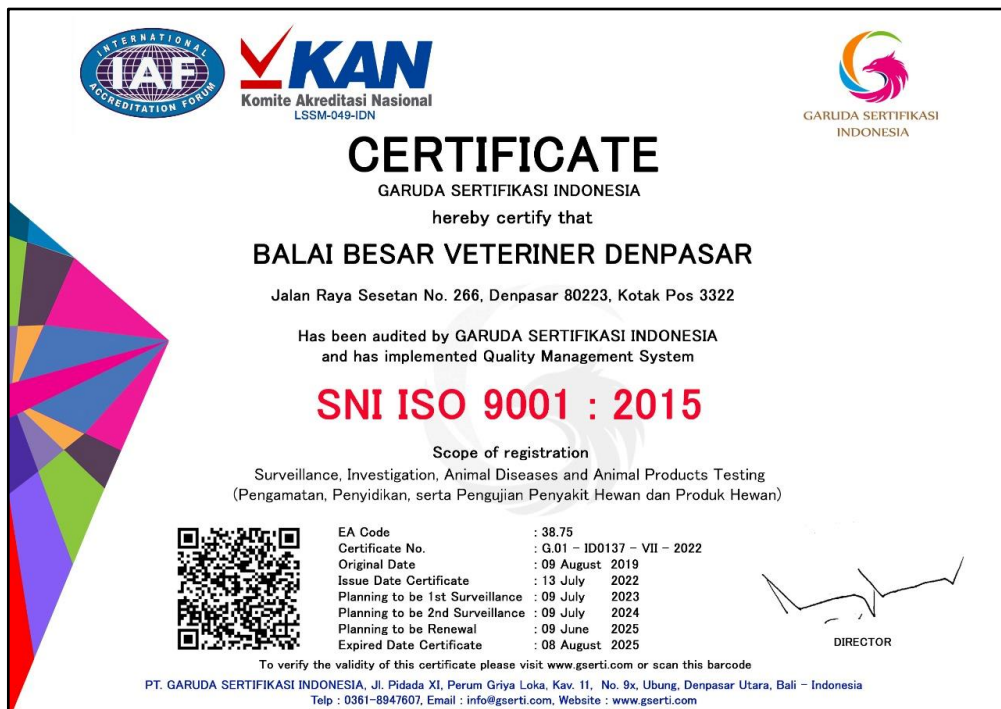 INTERNATIONAL
IAF
ACCREDITATION FORUM
KAN
Komite Akreditasi Nasional
LSSM-049-IDN
GARUDA SERTIFIKASI
INDONESIA
CERTIFICATE
GARUDA SERTIFIKASI INDONESIA
hereby certify that
BALAI BESAR VETERINER DENPASAR
Jalan Raya Sesetan No. 266, Denpasar 80223, Kotak Pos 3322
Has been audited by GARUDA SERTIFIKASI INDONESIA
and has implemented Quality Management System
SNI ISO 9001 : 2015
Scope of registration
Surveillance, Investigation, Animal Diseases and Animal Products Testing
(Pengamatan, Penyidikan, serta Pengujian Penyakit Hewan dan Produk Hewan)
EA Code : 38.75
Certificate No. : G.01 - ID0137 - VII - 2022
Original Date : 09 August 2019
Issue Date Certificate : 13 July 2022
Planning to be 1st Surveillance : 09 July 2023
Planning to be 2nd Surveillance : 09 July 2024
Planning to be Renewal : 09 June 2025
Expired Date Certificate : 08 August 2025
DIRECTOR
To verify the validity of this certificate please visit www.gserti.com or scan this barcode
PT. GARUDA SERTIFIKASI INDONESIA, Jl. Pidada XI, Perum Griya Loka, Kav. 11, No. 9x, Ubung, Denpasar Utara, Bali - Indonesia
Telp : 0361-8947607, Email : info@gserti.com, Website : www.gserti.com